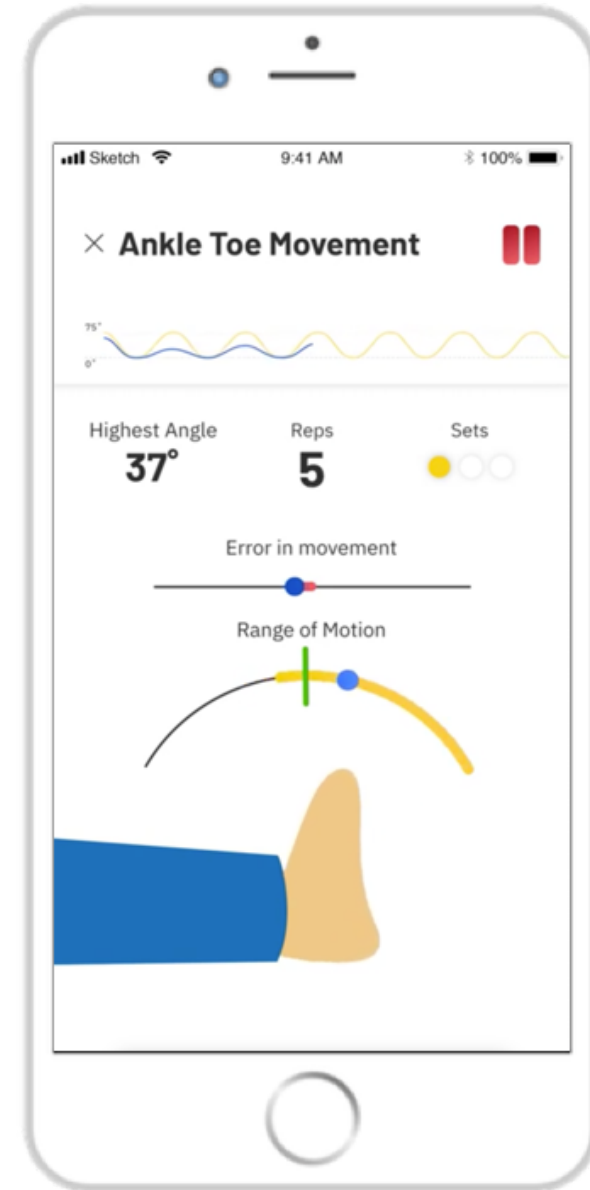 Sketch 9:41 AM 100%
× Ankle Toe Movement
75°
0°
Highest Angle Reps Sets
37° 5
Error in movement
Range of Motion